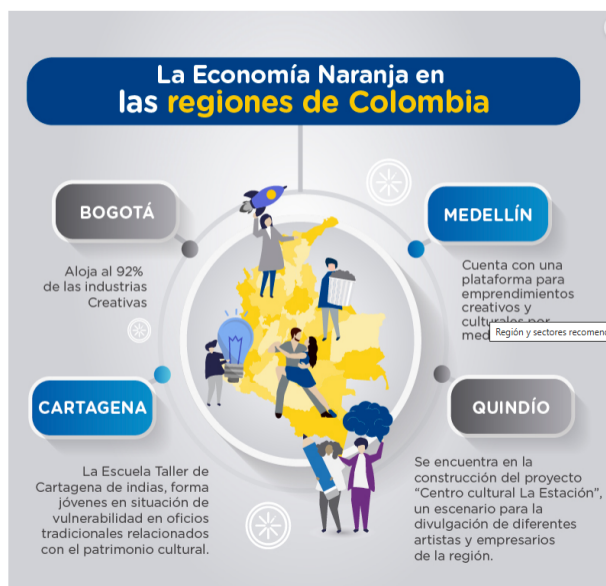 La Economía Naranja en
las regiones de Colombia
BOGOTÁ
Aloja al 92%
de las industrias
Creativas
MEDELLÍN
Cuenta con una
plataforma para
emprendimientos
creativos y
culturales por
Región y sectores
CARTAGENA
La Escuela Taller de
Cartagena de indias, forma
jóvenes en situación de
vulnerabilidad en oficios
tradicionales relacionados
con el patrimonio cultural.
QUINDÍO
Se encuentra en la
construcción del proyecto
“Centro cultural La Estación”,
un escenario para la
divulgación de diferentes
artistas y empresarios
de la región.